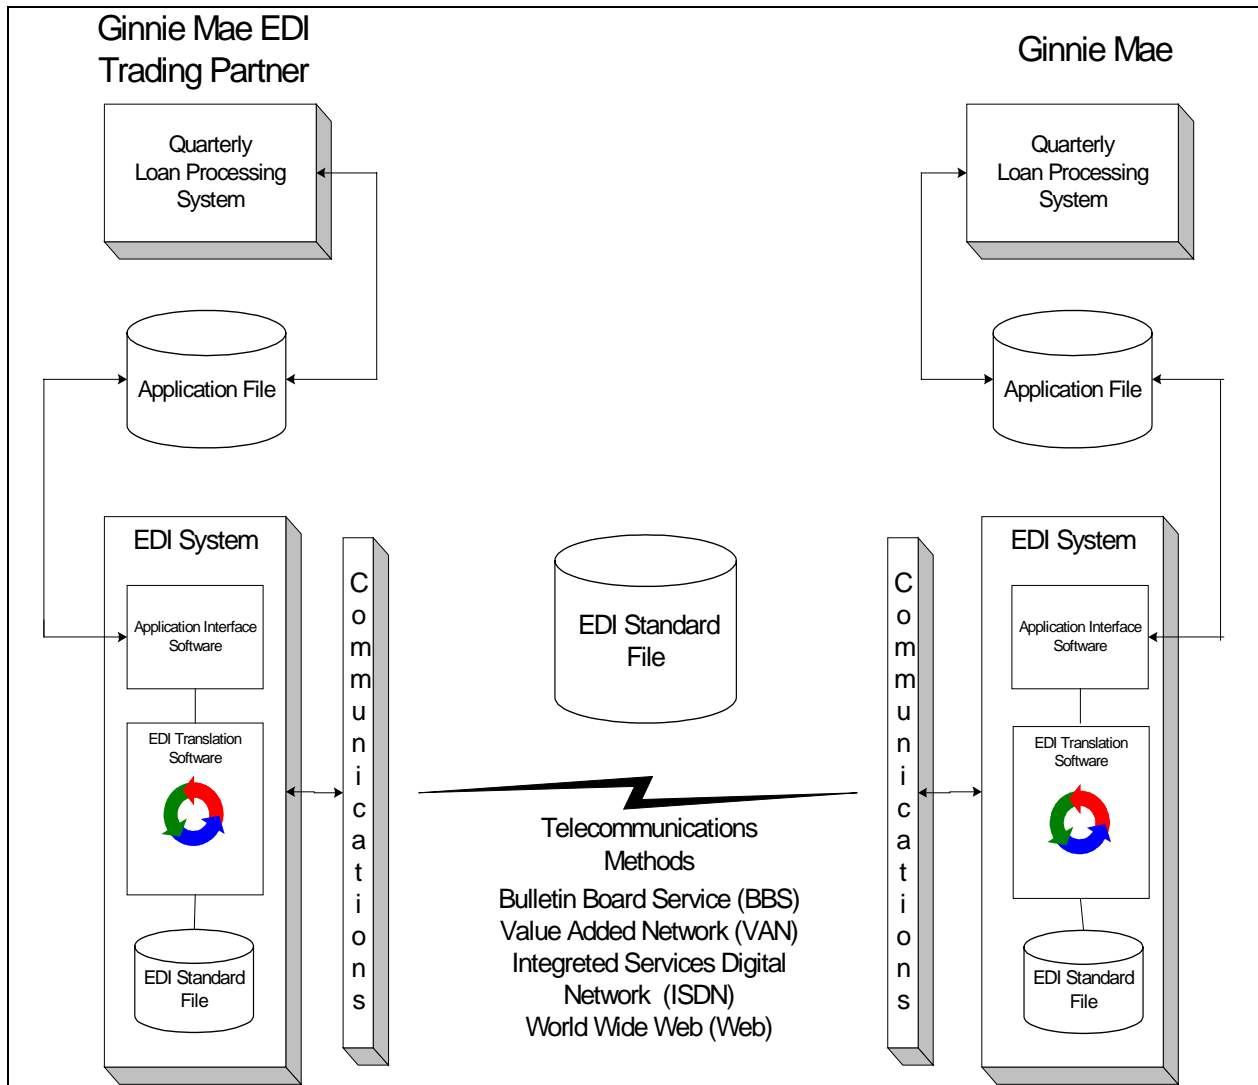 Ginnie Mae EDI
Trading Partner
Quarterly
Loan Processing
System
Application File
EDI System
Application Interface
Software
EDI Translation
Software
EDI Standard
File
Communications
EDI Standard
File
Telecommunications
Methods
Bulletin Board Service (BBS)
Value Added Network (VAN)
Integreted Services Digital
Network (ISDN)
World Wide Web (Web)
Communications
Ginnie Mae
Quarterly
Loan Processing
System
Application File
EDI System
Application Interface
Software
EDI Translation
Software
EDI Standard
File